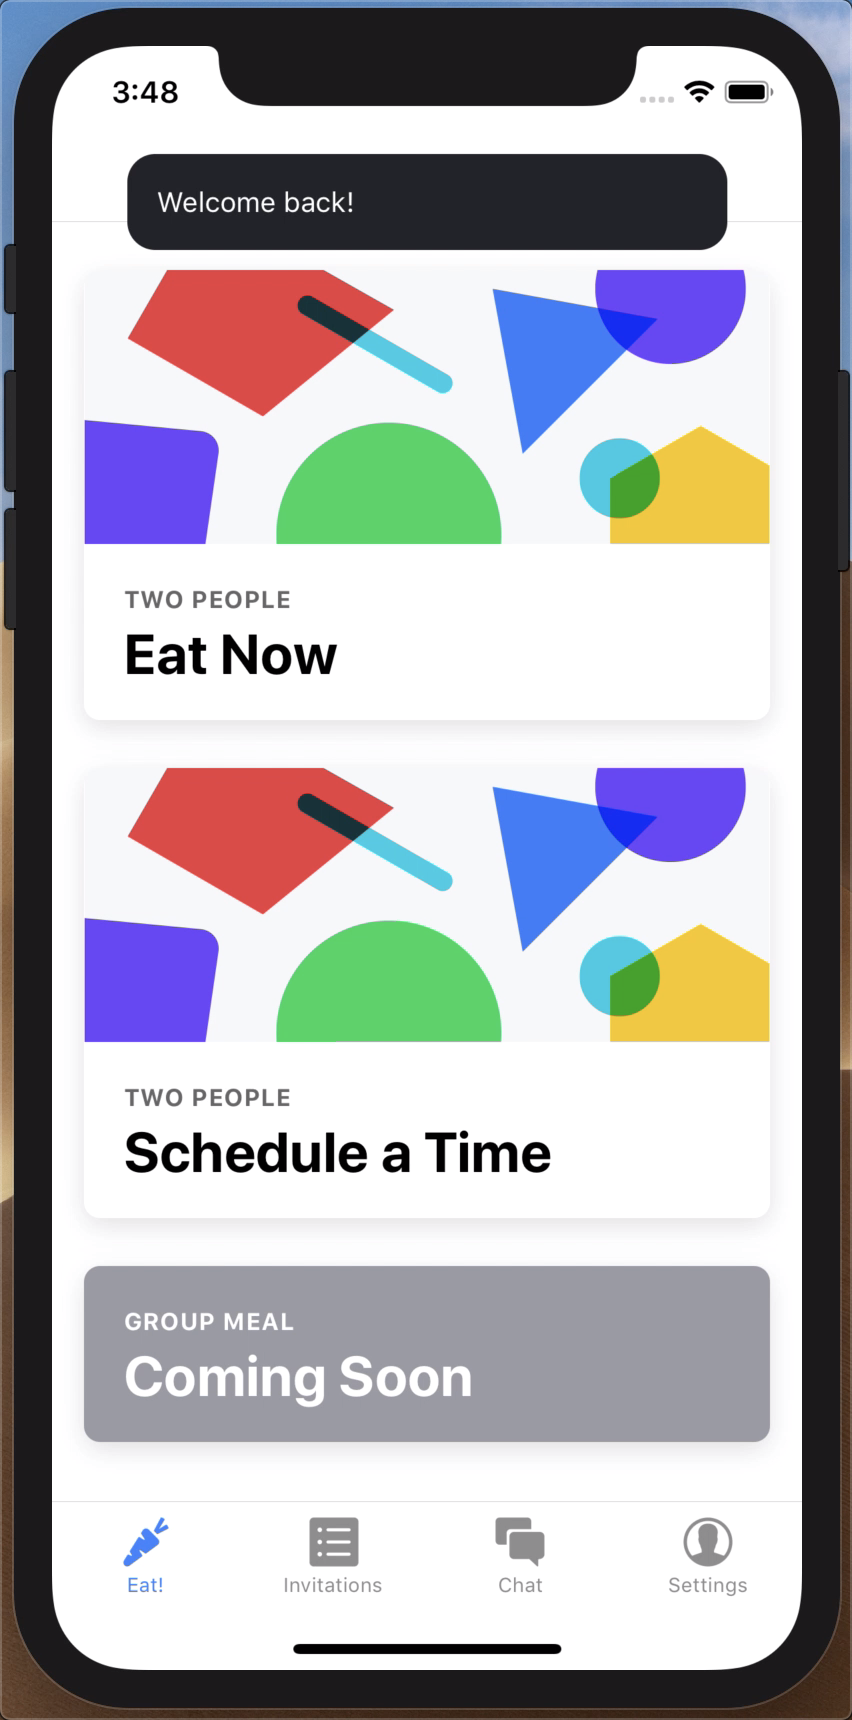 3:48
Welcome back!
TWO PEOPLE
Eat Now
TWO PEOPLE
Schedule a Time
GROUP MEAL
Coming Soon
Eat!
Invitations
Chat
Settings